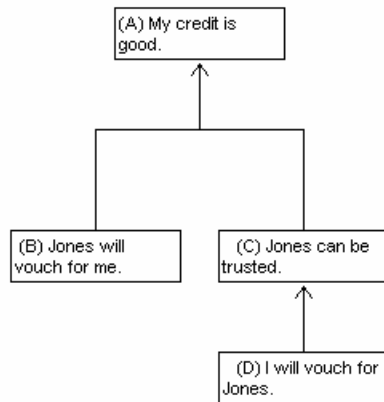 (A) My credit is
good.
(B) Jones will
vouch for me.
(C) Jones can be
trusted.
(D) I will vouch for
Jones.